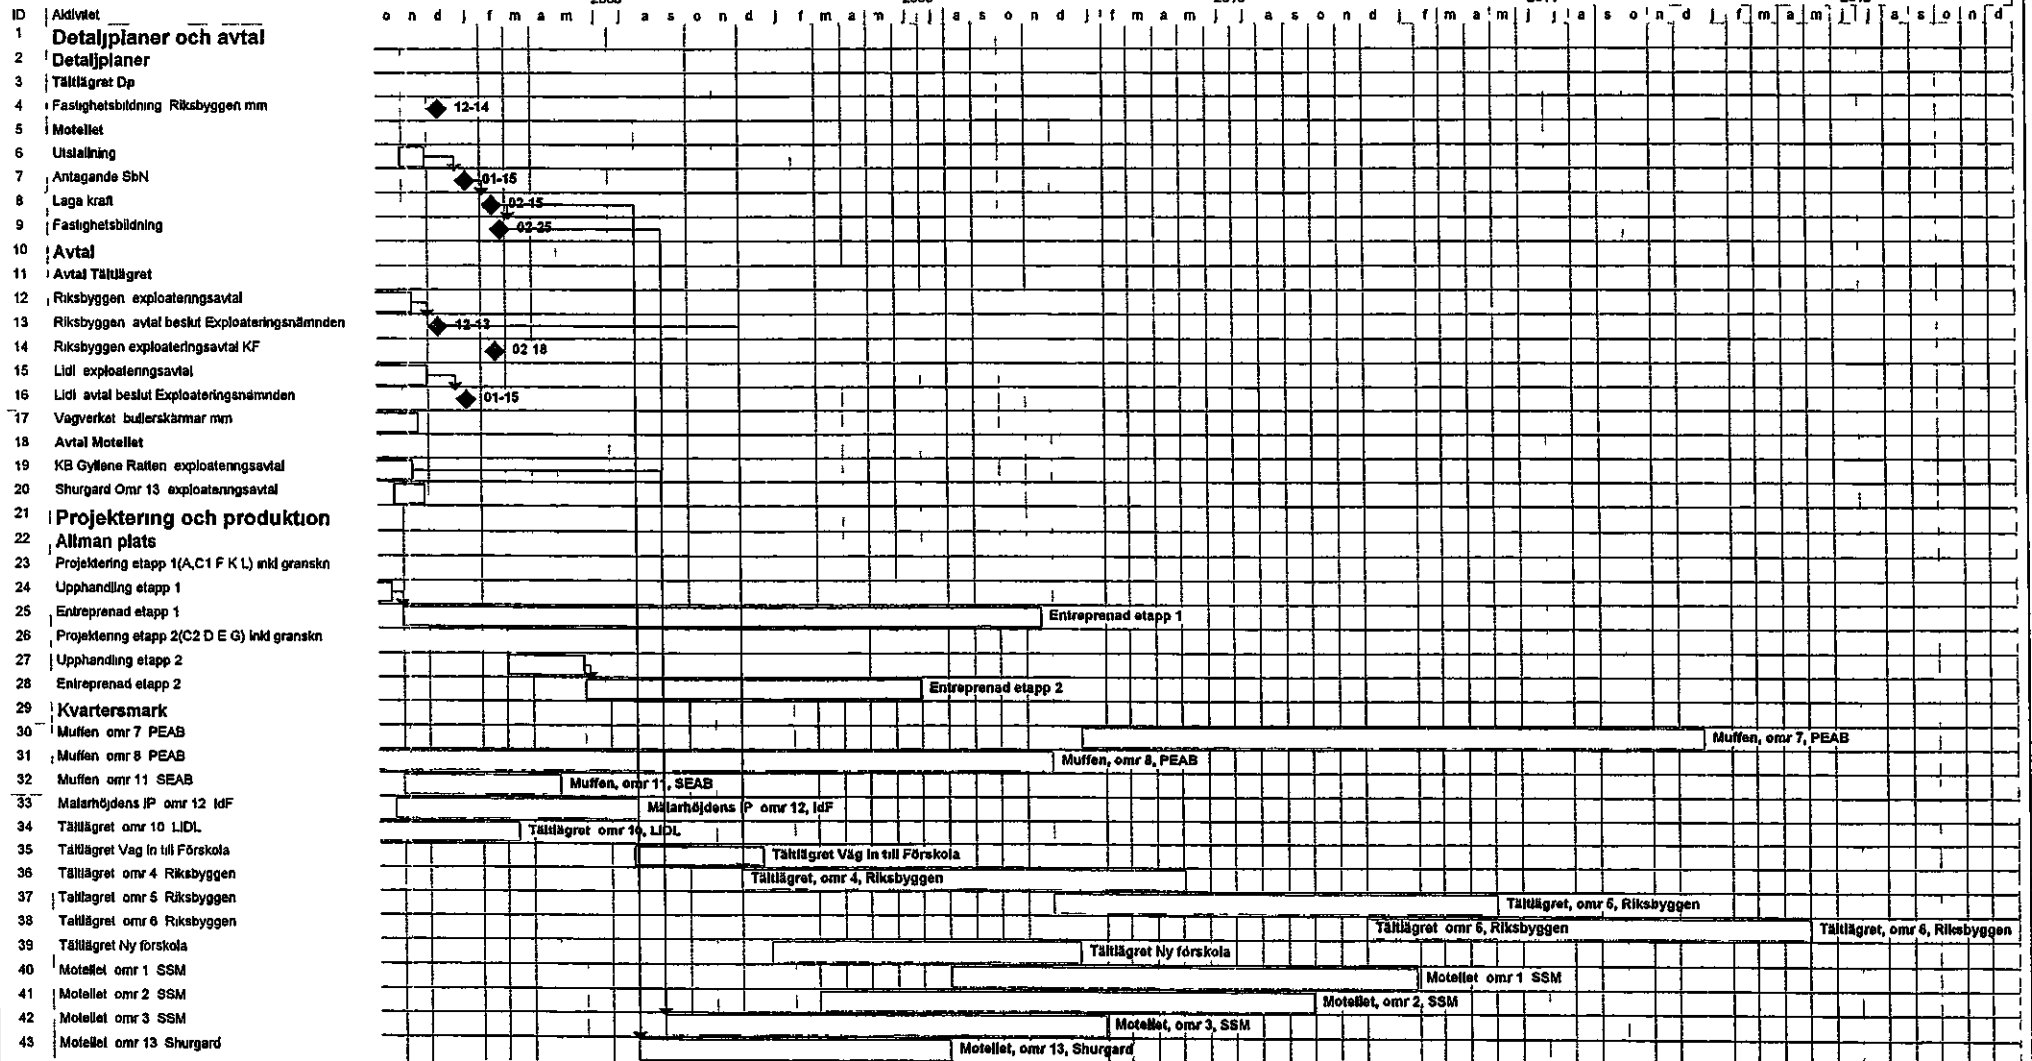 ID Aktivitet o n d j f m a m j j a s o n d j f m a m j j a s o n d j f m a m j j a s o n d j f m a m j j a s o n d j f m a m j j a s o n d
1 Detaljplaner och avtal
2 Detaljplaner
3 Tältlägret Dp
4 Fastighetsbildning Riksbyggen mm 12-14
5 Motellet
6 Utställning
7 Antagande SbN 01-15
8 Laga kraft 02-15
9 Fastighetsbildning 02-25
10 Avtal
11 Avtal Tältlägret
12 Riksbyggen exploateringsavtal
13 Riksbyggen avtal beslut Exploateringsnämnden 12-13
14 Riksbyggen exploateringsavtal KF 02 18
15 Lidl exploateringsavtal
16 Lidl avtal beslut Exploateringsnämnden 01-15
17 Vagverket bullerskärmar mm
18 Avtal Motellet
19 KB Gyllene Ratten exploateringsavtal
20 Shurgard Omr 13 exploateringsavtal
21 Projektering och produktion
22 Allman plats
23 Projektering etapp 1(A,C1 F K L) inkl granskn
24 Upphandling etapp 1
25 Entreprenad etapp 1 Entreprenad etapp 1
26 Projektering etapp 2(C2 D E G) inkl granskn
27 Upphandling etapp 2
28 Entreprenad etapp 2 Entreprenad etapp 2
29 Kvartersmark
30 Muffen omr 7 PEAB Muffen, omr 7, PEAB
31 Muffen omr 8 PEAB Muffen, omr 8, PEAB
32 Muffen omr 11 SEAB Muffen, omr 11, SEAB
33 Malarhöjdens IP omr 12 IdF Mälarhöjdens IP omr 12, IdF
34 Tältlägret omr 10 LIDL Tältlägret omr 10, LIDL
35 Tältlägret Vag in till Förskola Tältlägret Väg in till Förskola
36 Tältlägret omr 4 Riksbyggen Tältlägret, omr 4, Riksbyggen
37 Taltlagret omr 5 Riksbyggen Tältlägret, omr 5, Riksbyggen
38 Taltlägret omr 6 Riksbyggen Tältlägret omr 6, Riksbyggen Tältlägret, omr 6, Riksbyggen
39 Tältlägret Ny förskola Tältlägret Ny förskola
40 Motellet omr 1 SSM Motellet omr 1 SSM
41 Motellet omr 2 SSM Motellet, omr 2, SSM
42 Motellet omr 3 SSM Motellet, omr 3, SSM
43 Motellet omr 13 Shurgard Motellet, omr 13, Shurgard